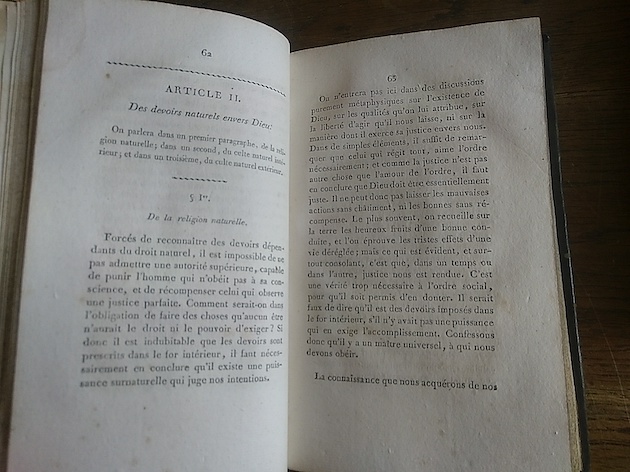 62
ARTICLE II.
Des devoirs naturels envers Dieu.
On parlera dans un premier paragraphe, de la reli-
gion naturelle; dans un second, du culte naturel inté-
rieur; et dans un troisième, du culte naturel extérieur.
§ Ier.
De la religion naturelle.
Forcés de reconnaître des devoirs dépen-
dants du droit naturel, il est impossible de ne
pas admettre une autorité supérieure, capable
de punir l'homme qui n'obéit pas à sa con-
science, et de récompenser celui qui observe
une justice parfaite. Comment serait-on dans
l'obligation de faire des choses qu'aucun être
n'aurait le droit ni le pouvoir d'exiger? Si
donc il est indubitable que les devoirs sont
prescrits dans le for intérieur, il faut néces-
sairement en conclure qu'il existe une puis-
sance surnaturelle qui juge nos intentions.
63
On n'entrera pas ici dans des discussions
purement métaphysiques sur l'existence de
Dieu, sur les qualités qu'on lui attribue, sur
la liberté d'agir qu'il nous laisse, ni sur la
manière dont il exerce sa justice envers nous.
Dans de simples éléments, il suffit de remar-
quer que celui qui régit tout, aime l'ordre
nécessairement; et comme la justice n'est pas
autre chose que l'amour de l'ordre, il faut
en conclure que Dieu doit être essentiellement
juste. Il ne peut donc pas laisser les mauvaises
actions sans châtiment, ni les bonnes sans ré-
compense. Le plus souvent, on recueille sur
la terre les heureux fruits d'une bonne con-
duite, et l'on éprouve les tristes effets d'une
vie déréglée; mais ce qui est évident, et sur-
tout consolant, c'est que, dans un temps ou
dans l'autre, justice nous est rendue. C'est
une vérité trop nécessaire à l'ordre social,
pour qu'il soit permis d'en douter. Il serait
faux de dire qu'il est des devoirs imposés dans
le for intérieur, s'il n'y avait pas une puissance
qui en exige l'accomplissement. Confessons
donc qu'il y a un maître universel, à qui nous
devons obéir.
La connaissance que nous acquérons de nos